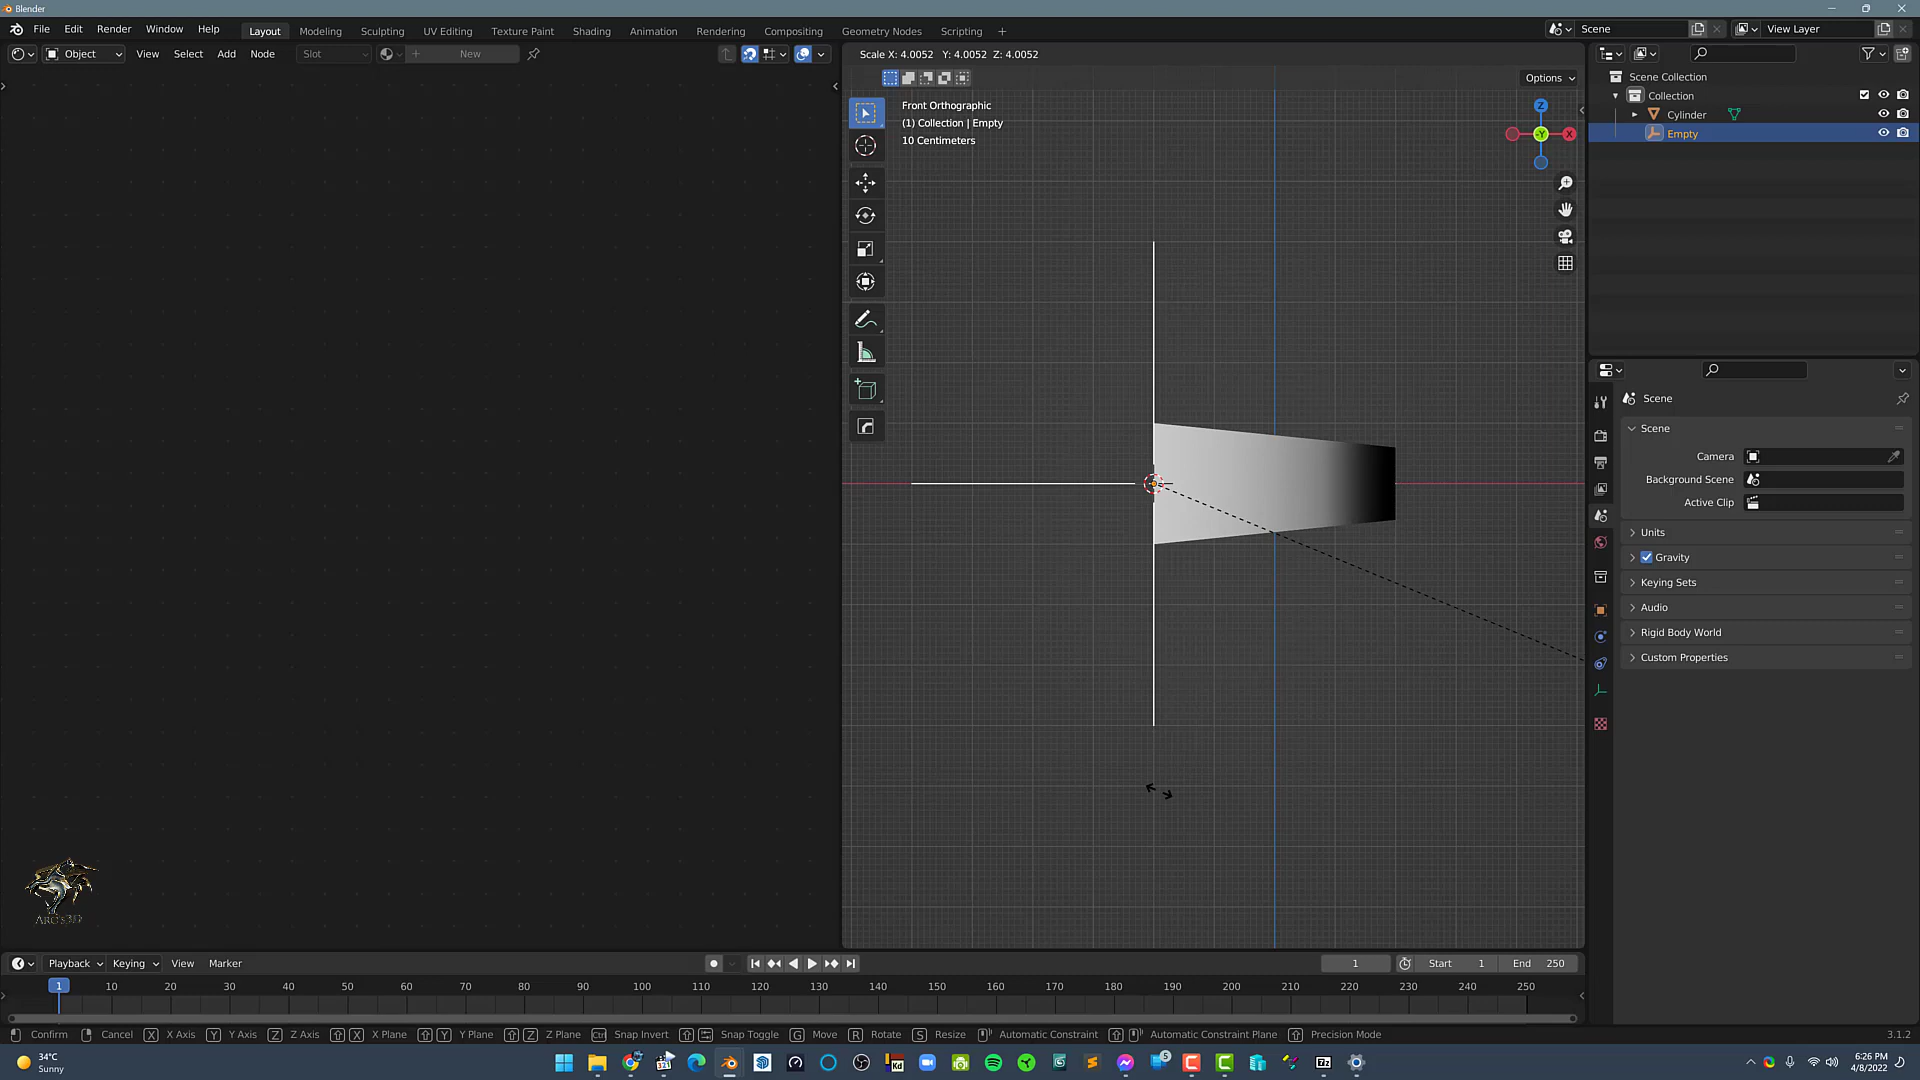 Blender
File Edit Render Window Help Layout Modeling Sculpting UV Editing Texture Paint Shading Animation Rendering Compositing Geometry Nodes Scripting + Scene View Layer
Object View Select Add Node Slot New
Scale X: 4.0052 Y: 4.0052 Z: 4.0052
Options
Front Orthographic
(1) Collection | Empty
10 Centimeters
Z
-Y
X
Scene Collection
Collection
Cylinder
Empty
Scene
Scene
Camera
Background Scene
Active Clip
Units
Gravity
Keying Sets
Audio
Rigid Body World
Custom Properties
ARC's3D
Playback Keying View Marker 1 Start 1 End 250
1 10 20 30 40 50 60 70 80 90 100 110 120 130 140 150 160 170 180 190 200 210 220 230 240 250
Confirm Cancel X X Axis Y Y Axis Z Z Axis X X Plane Y Y Plane Z Z Plane Ctrl Snap Invert Snap Toggle G Move R Rotate S Resize Automatic Constraint Automatic Constraint Plane Precision Mode 3.1.2
34°C
Sunny
Kd
5
7z
6:26 PM
4/8/2022